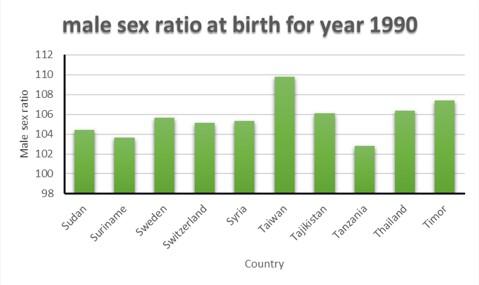 male sex ratio at birth for year 1990
112
110
108
106
104
102
100
98
Male sex ratio
Sudan
Suriname
Sweden
Switzerland
Syria
Taiwan
Tajikistan
Tanzania
Thailand
Timor
Country